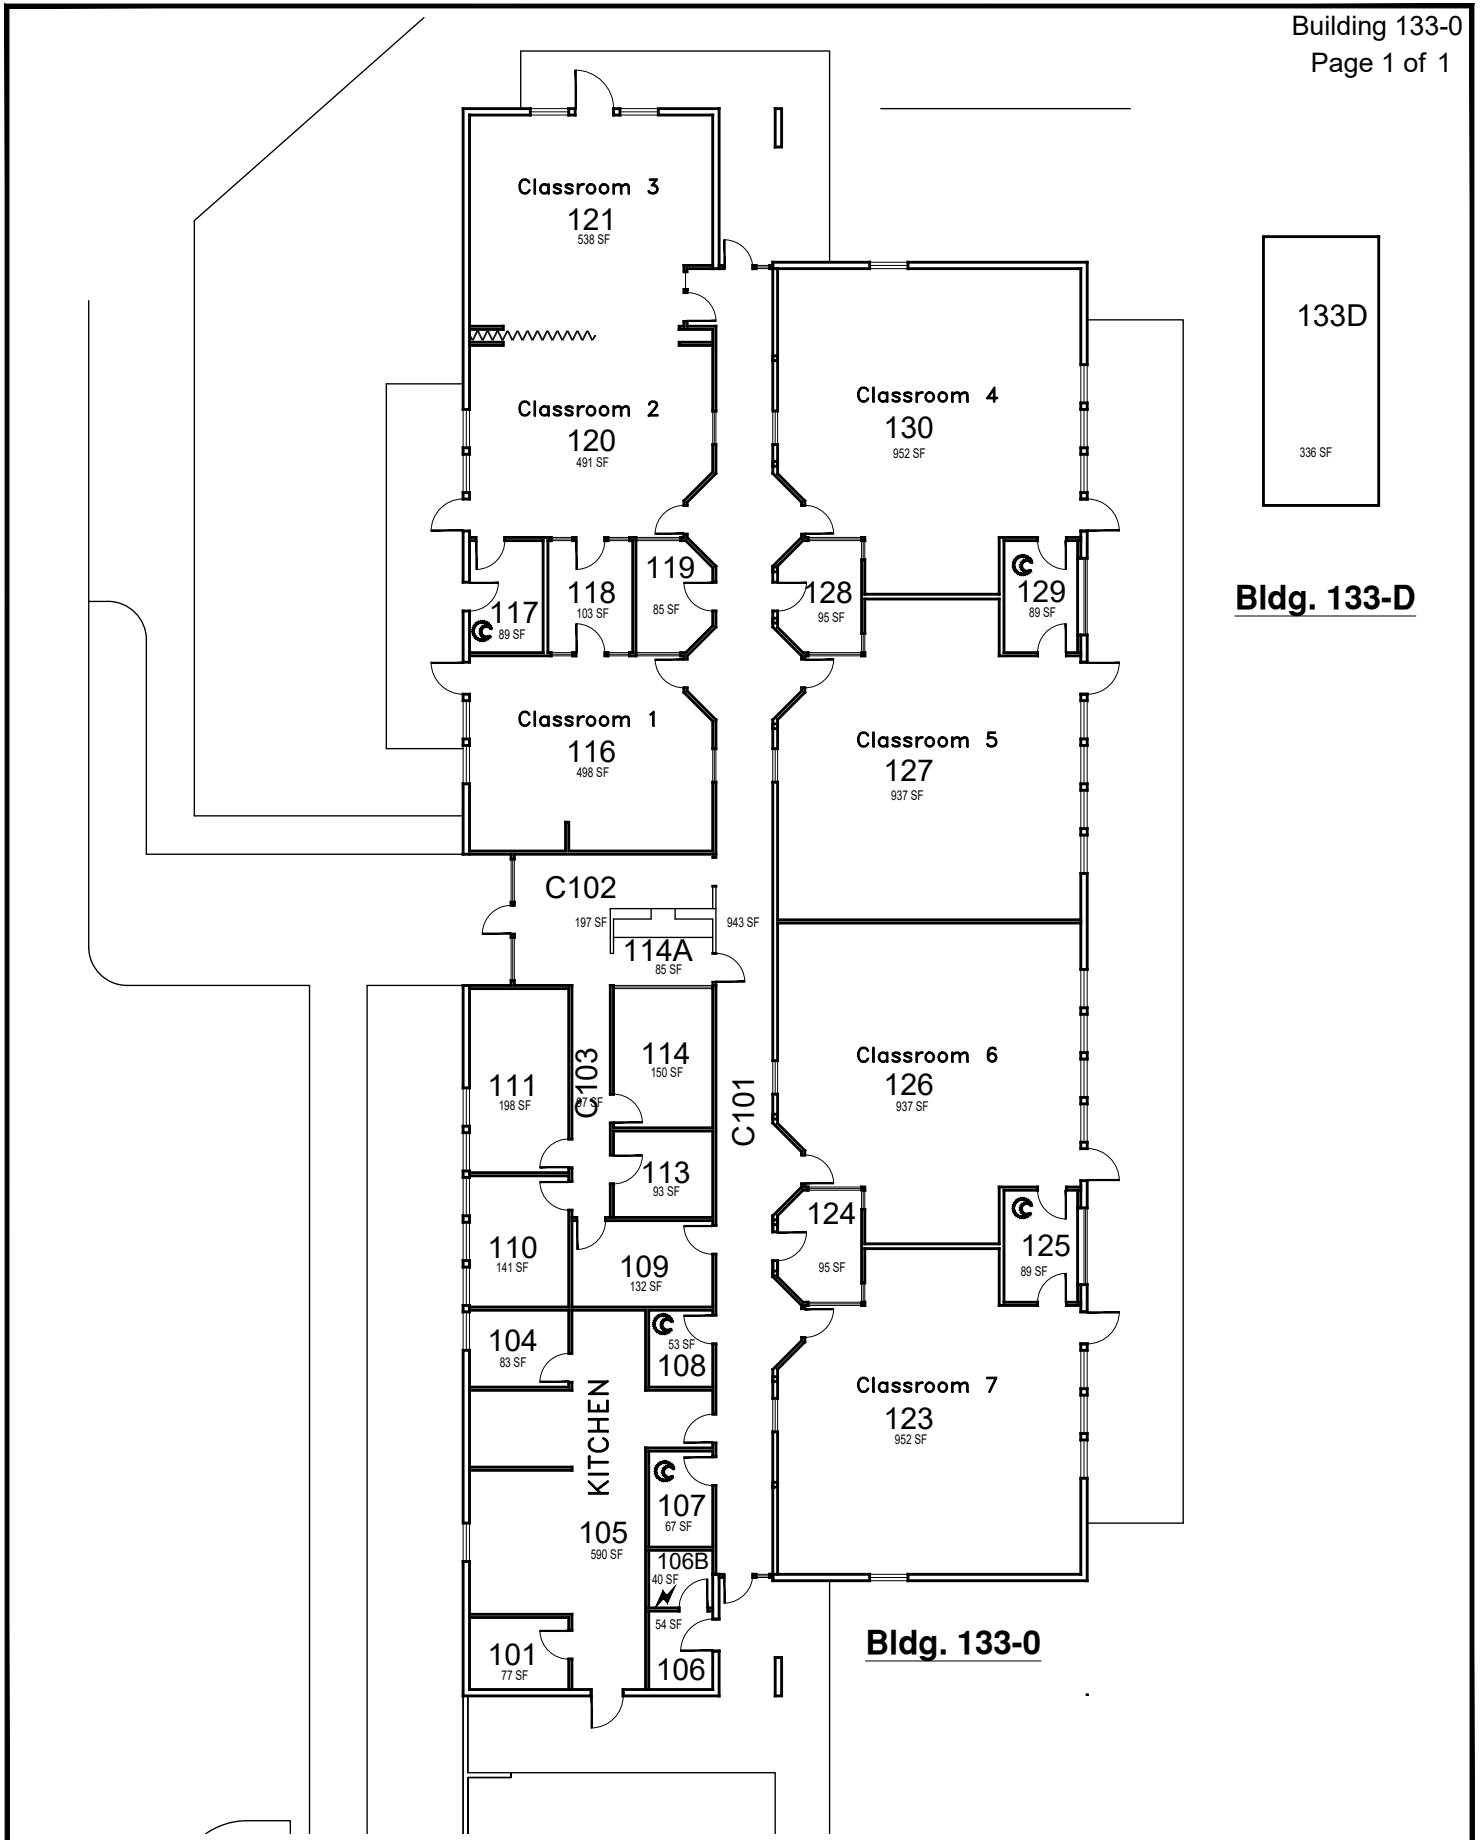 Building 133-0
Page 1 of 1
Classroom 3
121
538 SF
133D
336 SF
Bldg. 133-D
Classroom 2
120
491 SF
Classroom 4
130
952 SF
117
89 SF
118
103 SF
119
85 SF
128
95 SF
129
89 SF
Classroom 1
116
498 SF
Classroom 5
127
937 SF
C102
197 SF
943 SF
114A
85 SF
111
198 SF
C103
97 SF
114
150 SF
C101
Classroom 6
126
937 SF
113
93 SF
110
141 SF
109
132 SF
124
95 SF
125
89 SF
104
83 SF
53 SF
108
KITCHEN
Classroom 7
123
952 SF
107
67 SF
105
590 SF
106B
40 SF
54 SF
106
101
77 SF
Bldg. 133-0